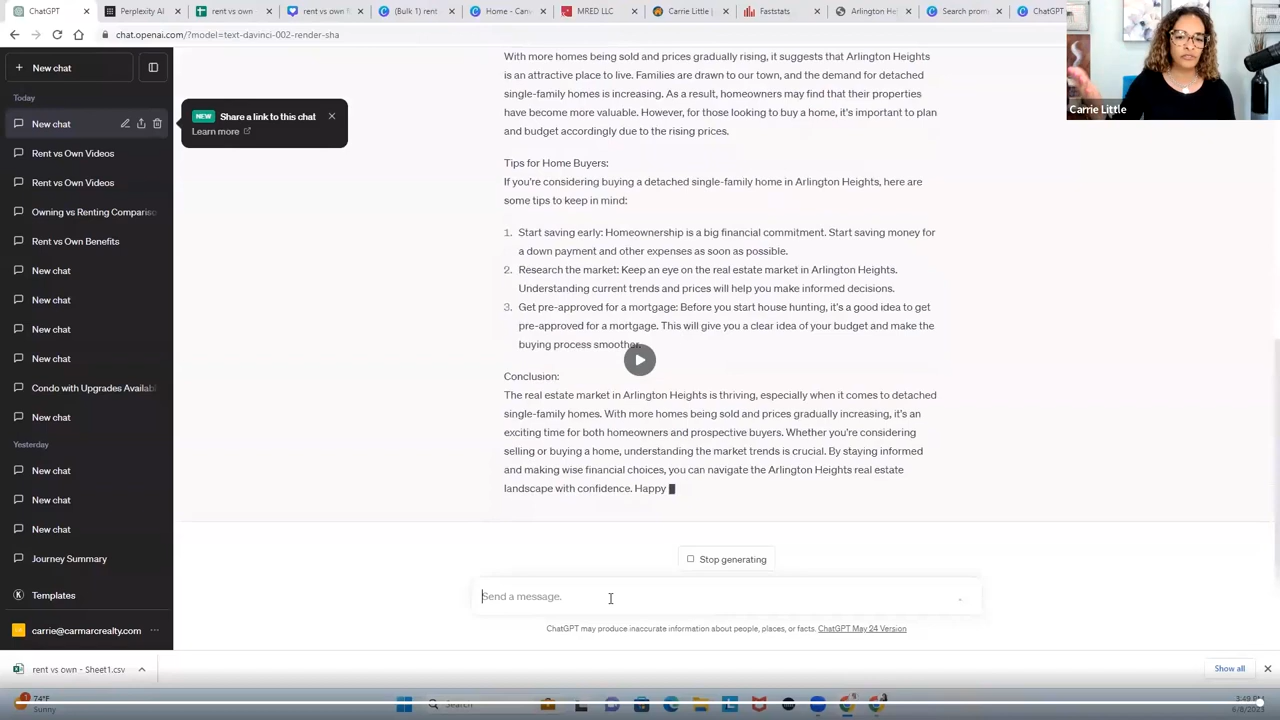 ChatGPT
Perplexity AI
rent vs own
rent vs own
(Bulk 1) rent
Home - Canv
MRED LLC
Carrie Little |
Faststats
Arlington Hei
Search prom
ChatGPT
chat.openai.com/?model=text-davinci-002-render-sha
New chat
Today
New chat
Rent vs Own Videos
Rent vs Own Videos
Owning vs Renting Compariso
Rent vs Own Benefits
New chat
New chat
New chat
New chat
Condo with Upgrades Availabi
New chat
Yesterday
New chat
New chat
New chat
Journey Summary
Templates
carrie@carmarcrealty.com
NEW Share a link to this chat
Learn more
With more homes being sold and prices gradually rising, it suggests that Arlington Heights
is an attractive place to live. Families are drawn to our town, and the demand for detached
single-family homes is increasing. As a result, homeowners may find that their properties
have become more valuable. However, for those looking to buy a home, it's important to plan
and budget accordingly due to the rising prices.
Tips for Home Buyers:
If you're considering buying a detached single-family home in Arlington Heights, here are
some tips to keep in mind:
1. Start saving early: Homeownership is a big financial commitment. Start saving money for
a down payment and other expenses as soon as possible.
2. Research the market: Keep an eye on the real estate market in Arlington Heights.
Understanding current trends and prices will help you make informed decisions.
3. Get pre-approved for a mortgage: Before you start house hunting, it's a good idea to get
pre-approved for a mortgage. This will give you a clear idea of your budget and make the
buying process smoother.
Conclusion:
The real estate market in Arlington Heights is thriving, especially when it comes to detached
single-family homes. With more homes being sold and prices gradually increasing, it's an
exciting time for both homeowners and prospective buyers. Whether you're considering
selling or buying a home, understanding the market trends is crucial. By staying informed
and making wise financial choices, you can navigate the Arlington Heights real estate
landscape with confidence. Happy
Stop generating
Send a message.
ChatGPT may produce inaccurate information about people, places, or facts. ChatGPT May 24 Version
Carrie Little
rent vs own - Sheet1.csv
Show all
74°F
Sunny
Search
3:49 PM
6/8/2023